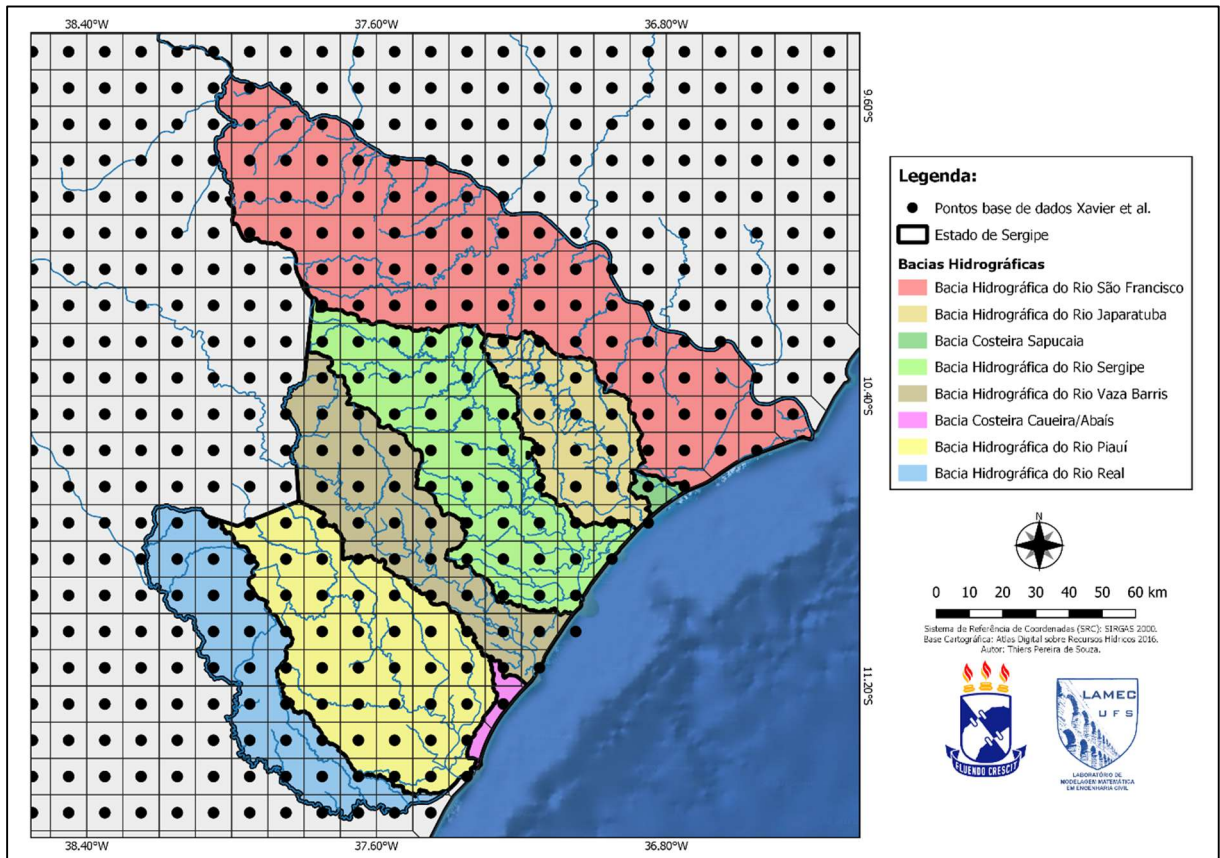 38.40°W 37.60°W 36.80°W
9.60°S
10.40°S
11.20°S
38.40°W 37.60°W 36.80°W
Legenda:
Pontos base de dados Xavier et al.
Estado de Sergipe
Bacias Hidrográficas
Bacia Hidrográfica do Rio São Francisco
Bacia Hidrográfica do Rio Japaratuba
Bacia Costeira Sapucaia
Bacia Hidrográfica do Rio Sergipe
Bacia Hidrográfica do Rio Vaza Barris
Bacia Costeira Caueira/Abaís
Bacia Hidrográfica do Rio Piauí
Bacia Hidrográfica do Rio Real
N
0 10 20 30 40 50 60 km
Sistema de Referência de Coordenadas (SRC): SIRGAS 2000.
Base Cartográfica: Atlas Digital sobre Recursos Hídricos 2016.
Autor: Thiers Pereira de Souza.
FLUENDO CRESCIT
LAMEC
UFS
LABORATÓRIO DE
MODELAGEM MATEMÁTICA
EM ENGENHARIA CIVIL